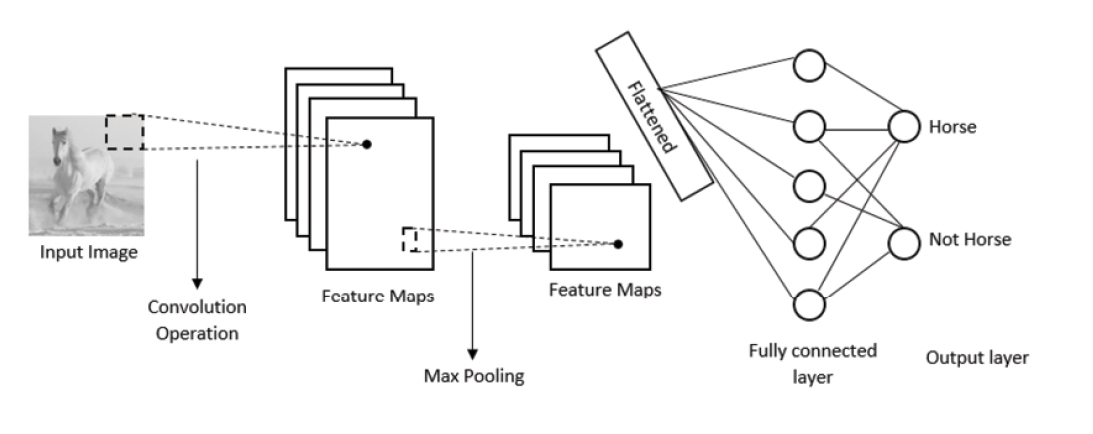 Input Image
Convolution
Operation
Feature Maps
Max Pooling
Feature Maps
Flattened
Horse
Not Horse
Fully connected
layer
Output layer